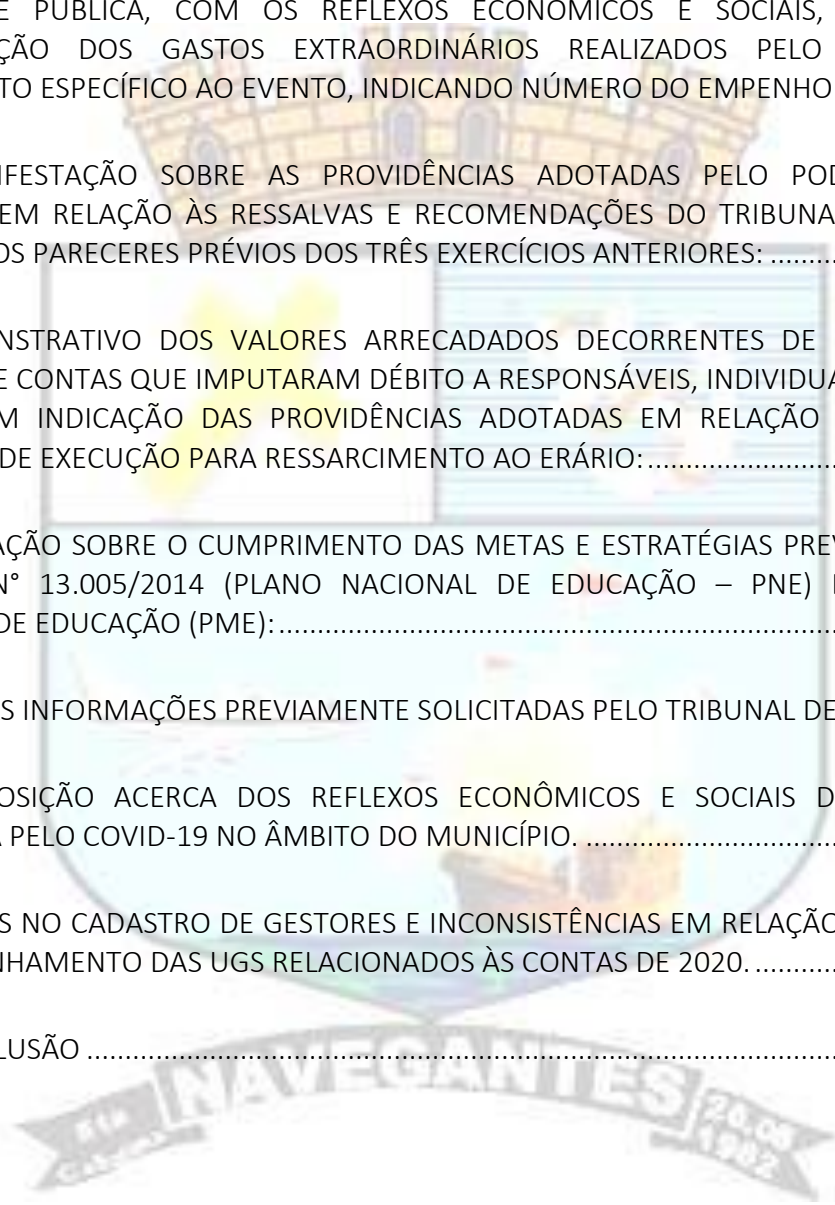 E PÚBLICA, COM OS REFLEXOS ECONÔMICOS E SOCIAIS,
ÇÃO DOS GASTOS EXTRAORDINÁRIOS REALIZADOS PELO
TO ESPECÍFICO AO EVENTO, INDICANDO NÚMERO DO EMPENHO
IFESTAÇÃO SOBRE AS PROVIDÊNCIAS ADOTADAS PELO POD
EM RELAÇÃO ÀS RESSALVAS E RECOMENDAÇÕES DO TRIBUNA
OS PARECERES PRÉVIOS DOS TRÊS EXERCÍCIOS ANTERIORES: ..........
NSTRATIVO DOS VALORES ARRECADADOS DECORRENTES DE
E CONTAS QUE IMPUTARAM DÉBITO A RESPONSÁVEIS, INDIVIDUA
M INDICAÇÃO DAS PROVIDÊNCIAS ADOTADAS EM RELAÇÃO
DE EXECUÇÃO PARA RESSARCIMENTO AO ERÁRIO:............................
AÇÃO SOBRE O CUMPRIMENTO DAS METAS E ESTRATÉGIAS PREV
N° 13.005/2014 (PLANO NACIONAL DE EDUCAÇÃO – PNE)
DE EDUCAÇÃO (PME):...............................................................................
S INFORMAÇÕES PREVIAMENTE SOLICITADAS PELO TRIBUNAL DE
OSIÇÃO ACERCA DOS REFLEXOS ECONÔMICOS E SOCIAIS D
A PELO COVID-19 NO ÂMBITO DO MUNICÍPIO. ....................................
S NO CADASTRO DE GESTORES E INCONSISTÊNCIAS EM RELAÇÃO
NHAMENTO DAS UGS RELACIONADOS ÀS CONTAS DE 2020. ............
LUSÃO ..........................................................................................................
NAVEGANTES